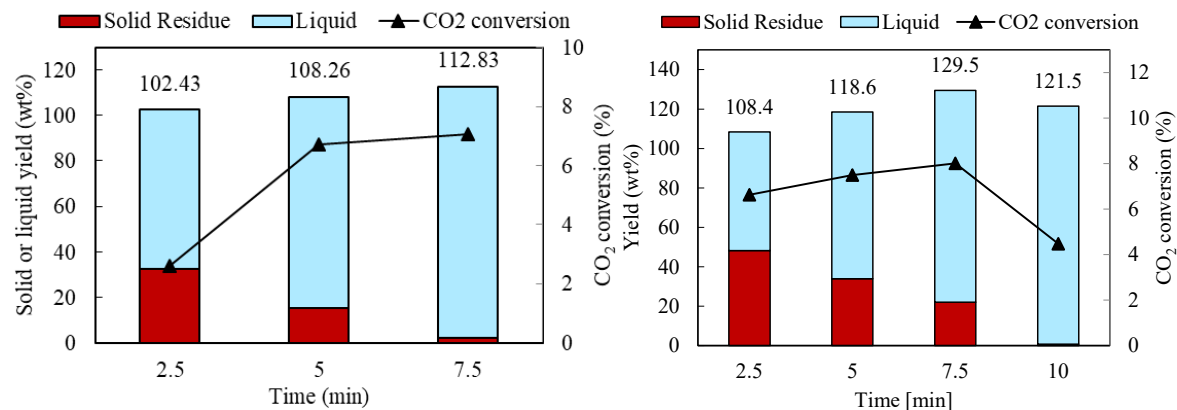 Solid Residue Liquid CO2 conversion
Solid or liquid yield (wt%)
120
100
80
60
40
20
0
102.43 108.26 112.83
10
8
6
4
2
0
CO2 conversion (%)
2.5 5 7.5
Time (min)
Solid Residue Liquid CO2 conversion
Yield (wt%)
140
120
100
80
60
40
20
0
108.4 118.6 129.5 121.5
12
10
8
6
4
2
0
CO2 conversion (%)
2.5 5 7.5 10
Time [min]